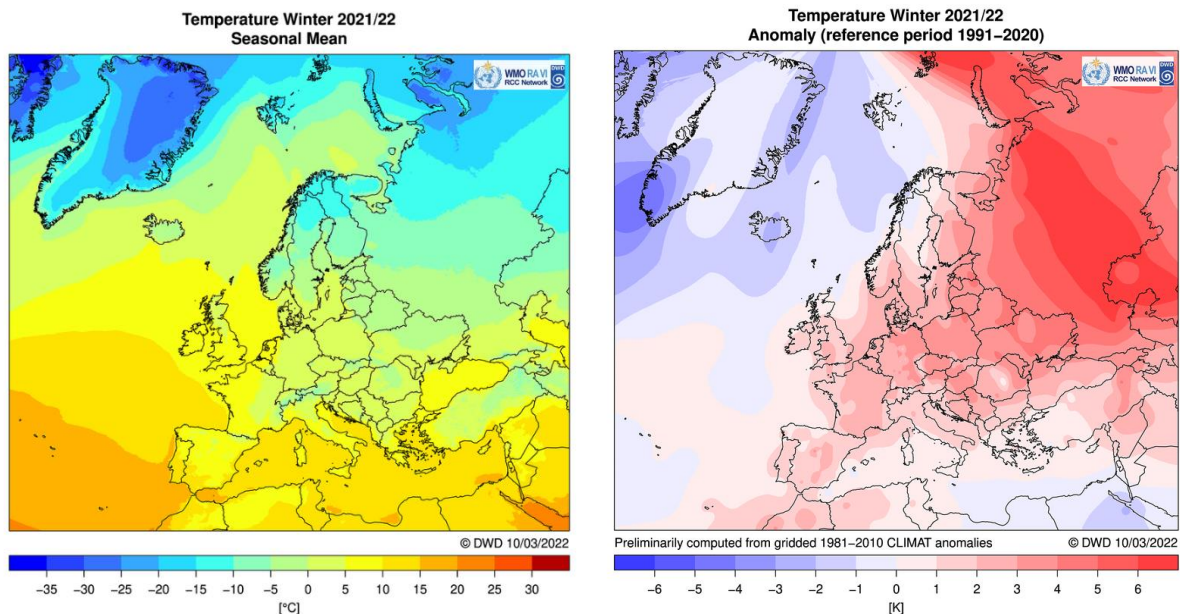 Temperature Winter 2021/22
Seasonal Mean
WMO RA VI
RCC Network
DWD
© DWD 10/03/2022
−35 −30 −25 −20 −15 −10 −5 0 5 10 15 20 25 30
[°C]
Temperature Winter 2021/22
Anomaly (reference period 1991−2020)
WMO RA VI
RCC Network
DWD
Preliminarily computed from gridded 1981−2010 CLIMAT anomalies © DWD 10/03/2022
−6 −5 −4 −3 −2 −1 0 1 2 3 4 5 6
[K]